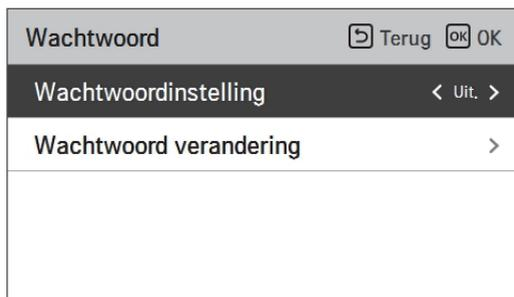 Wachtwoord Terug OK OK
Wachtwoordinstelling < Uit. >
Wachtwoord verandering >